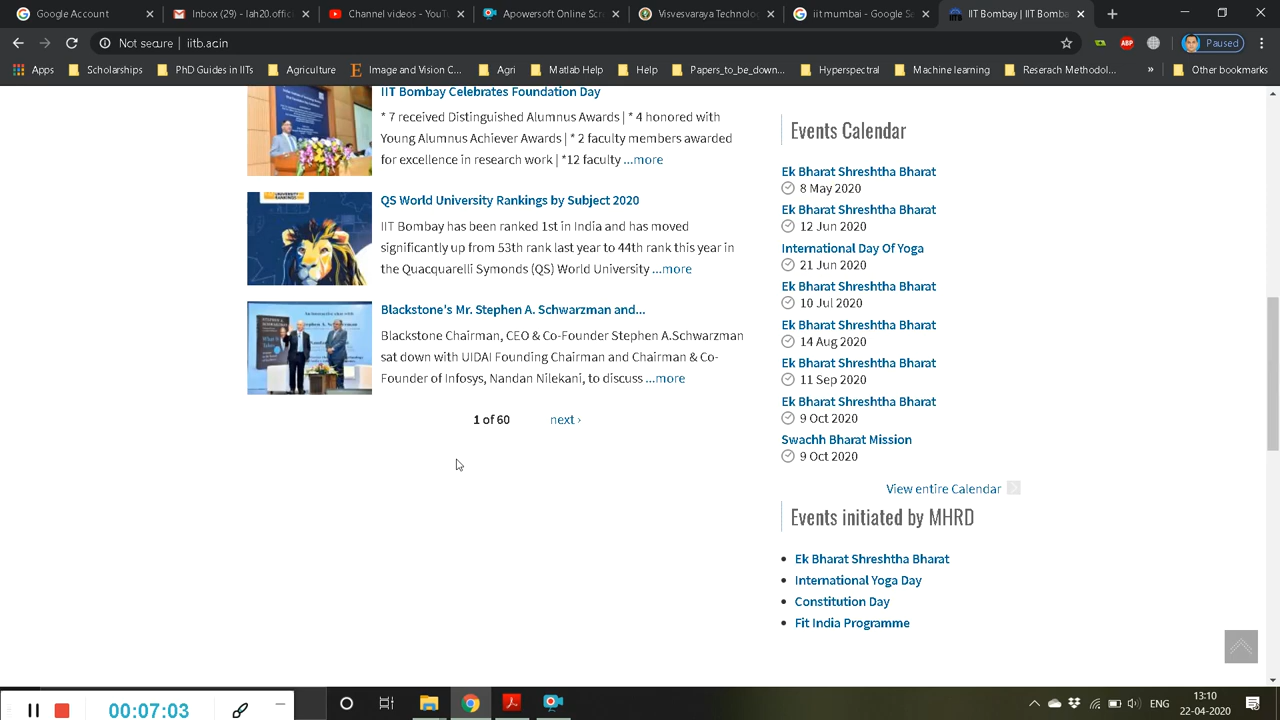 Google Account
Inbox (29) - lah20.offic
Channel videos - YouT
Apowersoft Online Scr
Visvesvaraya Technolog
iit mumbai - Google Se
IIT Bombay | IIT Bomba
Not secure | iitb.ac.in
ABP
Paused
Apps
Scholarships
PhD Guides in IITs
Agriculture
Image and Vision C...
Agri
Matlab Help
Help
Papers_to_be_down...
Hyperspectral
Machine learning
Reserach Methodol...
»
Other bookmarks
IIT Bombay Celebrates Foundation Day
* 7 received Distinguished Alumnus Awards | * 4 honored with
Young Alumnus Achiever Awards | * 2 faculty members awarded
for excellence in research work | *12 faculty ...more
QS World University Rankings by Subject 2020
IIT Bombay has been ranked 1st in India and has moved
significantly up from 53th rank last year to 44th rank this year in
the Quacquarelli Symonds (QS) World University ...more
Blackstone's Mr. Stephen A. Schwarzman and...
Blackstone Chairman, CEO & Co-Founder Stephen A.Schwarzman
sat down with UIDAI Founding Chairman and Chairman & Co-
Founder of Infosys, Nandan Nilekani, to discuss ...more
1 of 60 next ›
Events Calendar
Ek Bharat Shreshtha Bharat
8 May 2020
Ek Bharat Shreshtha Bharat
12 Jun 2020
International Day Of Yoga
21 Jun 2020
Ek Bharat Shreshtha Bharat
10 Jul 2020
Ek Bharat Shreshtha Bharat
14 Aug 2020
Ek Bharat Shreshtha Bharat
11 Sep 2020
Ek Bharat Shreshtha Bharat
9 Oct 2020
Swachh Bharat Mission
9 Oct 2020
View entire Calendar
Events initiated by MHRD
Ek Bharat Shreshtha Bharat
International Yoga Day
Constitution Day
Fit India Programme
00:07:03
ENG
13:10
22-04-2020